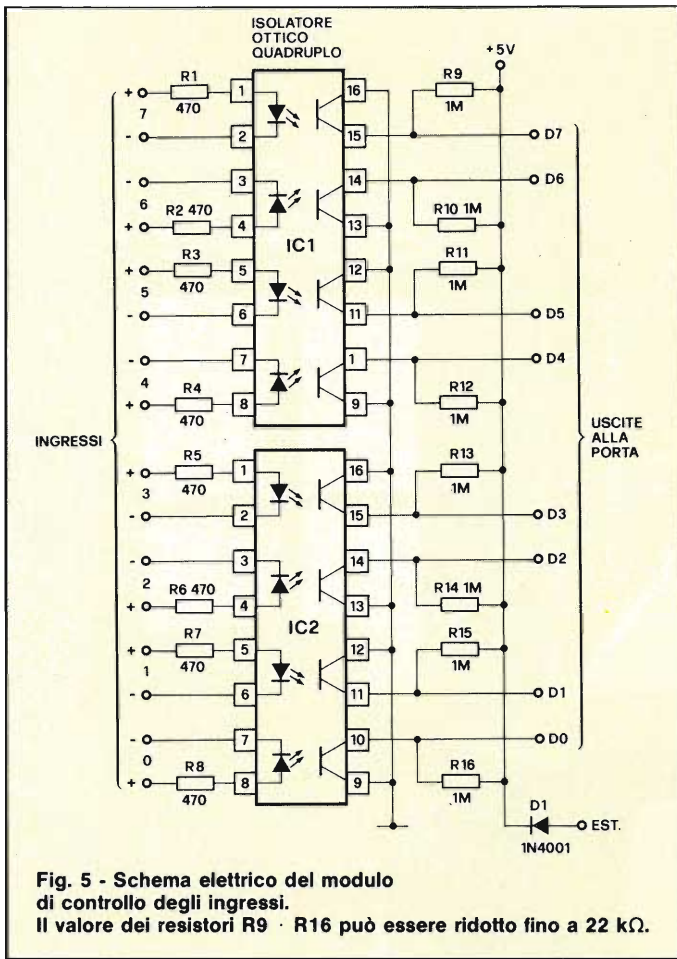 ISOLATORE
OTTICO
QUADRUPLO
+5V
R1
470
+
7
-
1
2
16
15
R9
1M
D7
-
6
+
R2 470
3
4
14
13
R10 1M
D6
IC1
R3
470
+
5
-
5
6
12
11
R11
1M
D5
-
4
+
R4
470
7
8
1
9
R12
1M
D4
INGRESSI
USCITE
ALLA
PORTA
R5
470
+
3
-
1
2
16
15
R13
1M
D3
-
2
+
R6 470
3
4
14
13
R14 1M
D2
IC2
R7
470
+
1
-
5
6
12
11
R15
1M
D1
-
0
+
R8
470
7
8
10
9
R16
1M
D0
D1
1N4001
EST.
Fig. 5 - Schema elettrico del modulo
di controllo degli ingressi.
Il valore dei resistori R9 · R16 può essere ridotto fino a 22 kΩ.